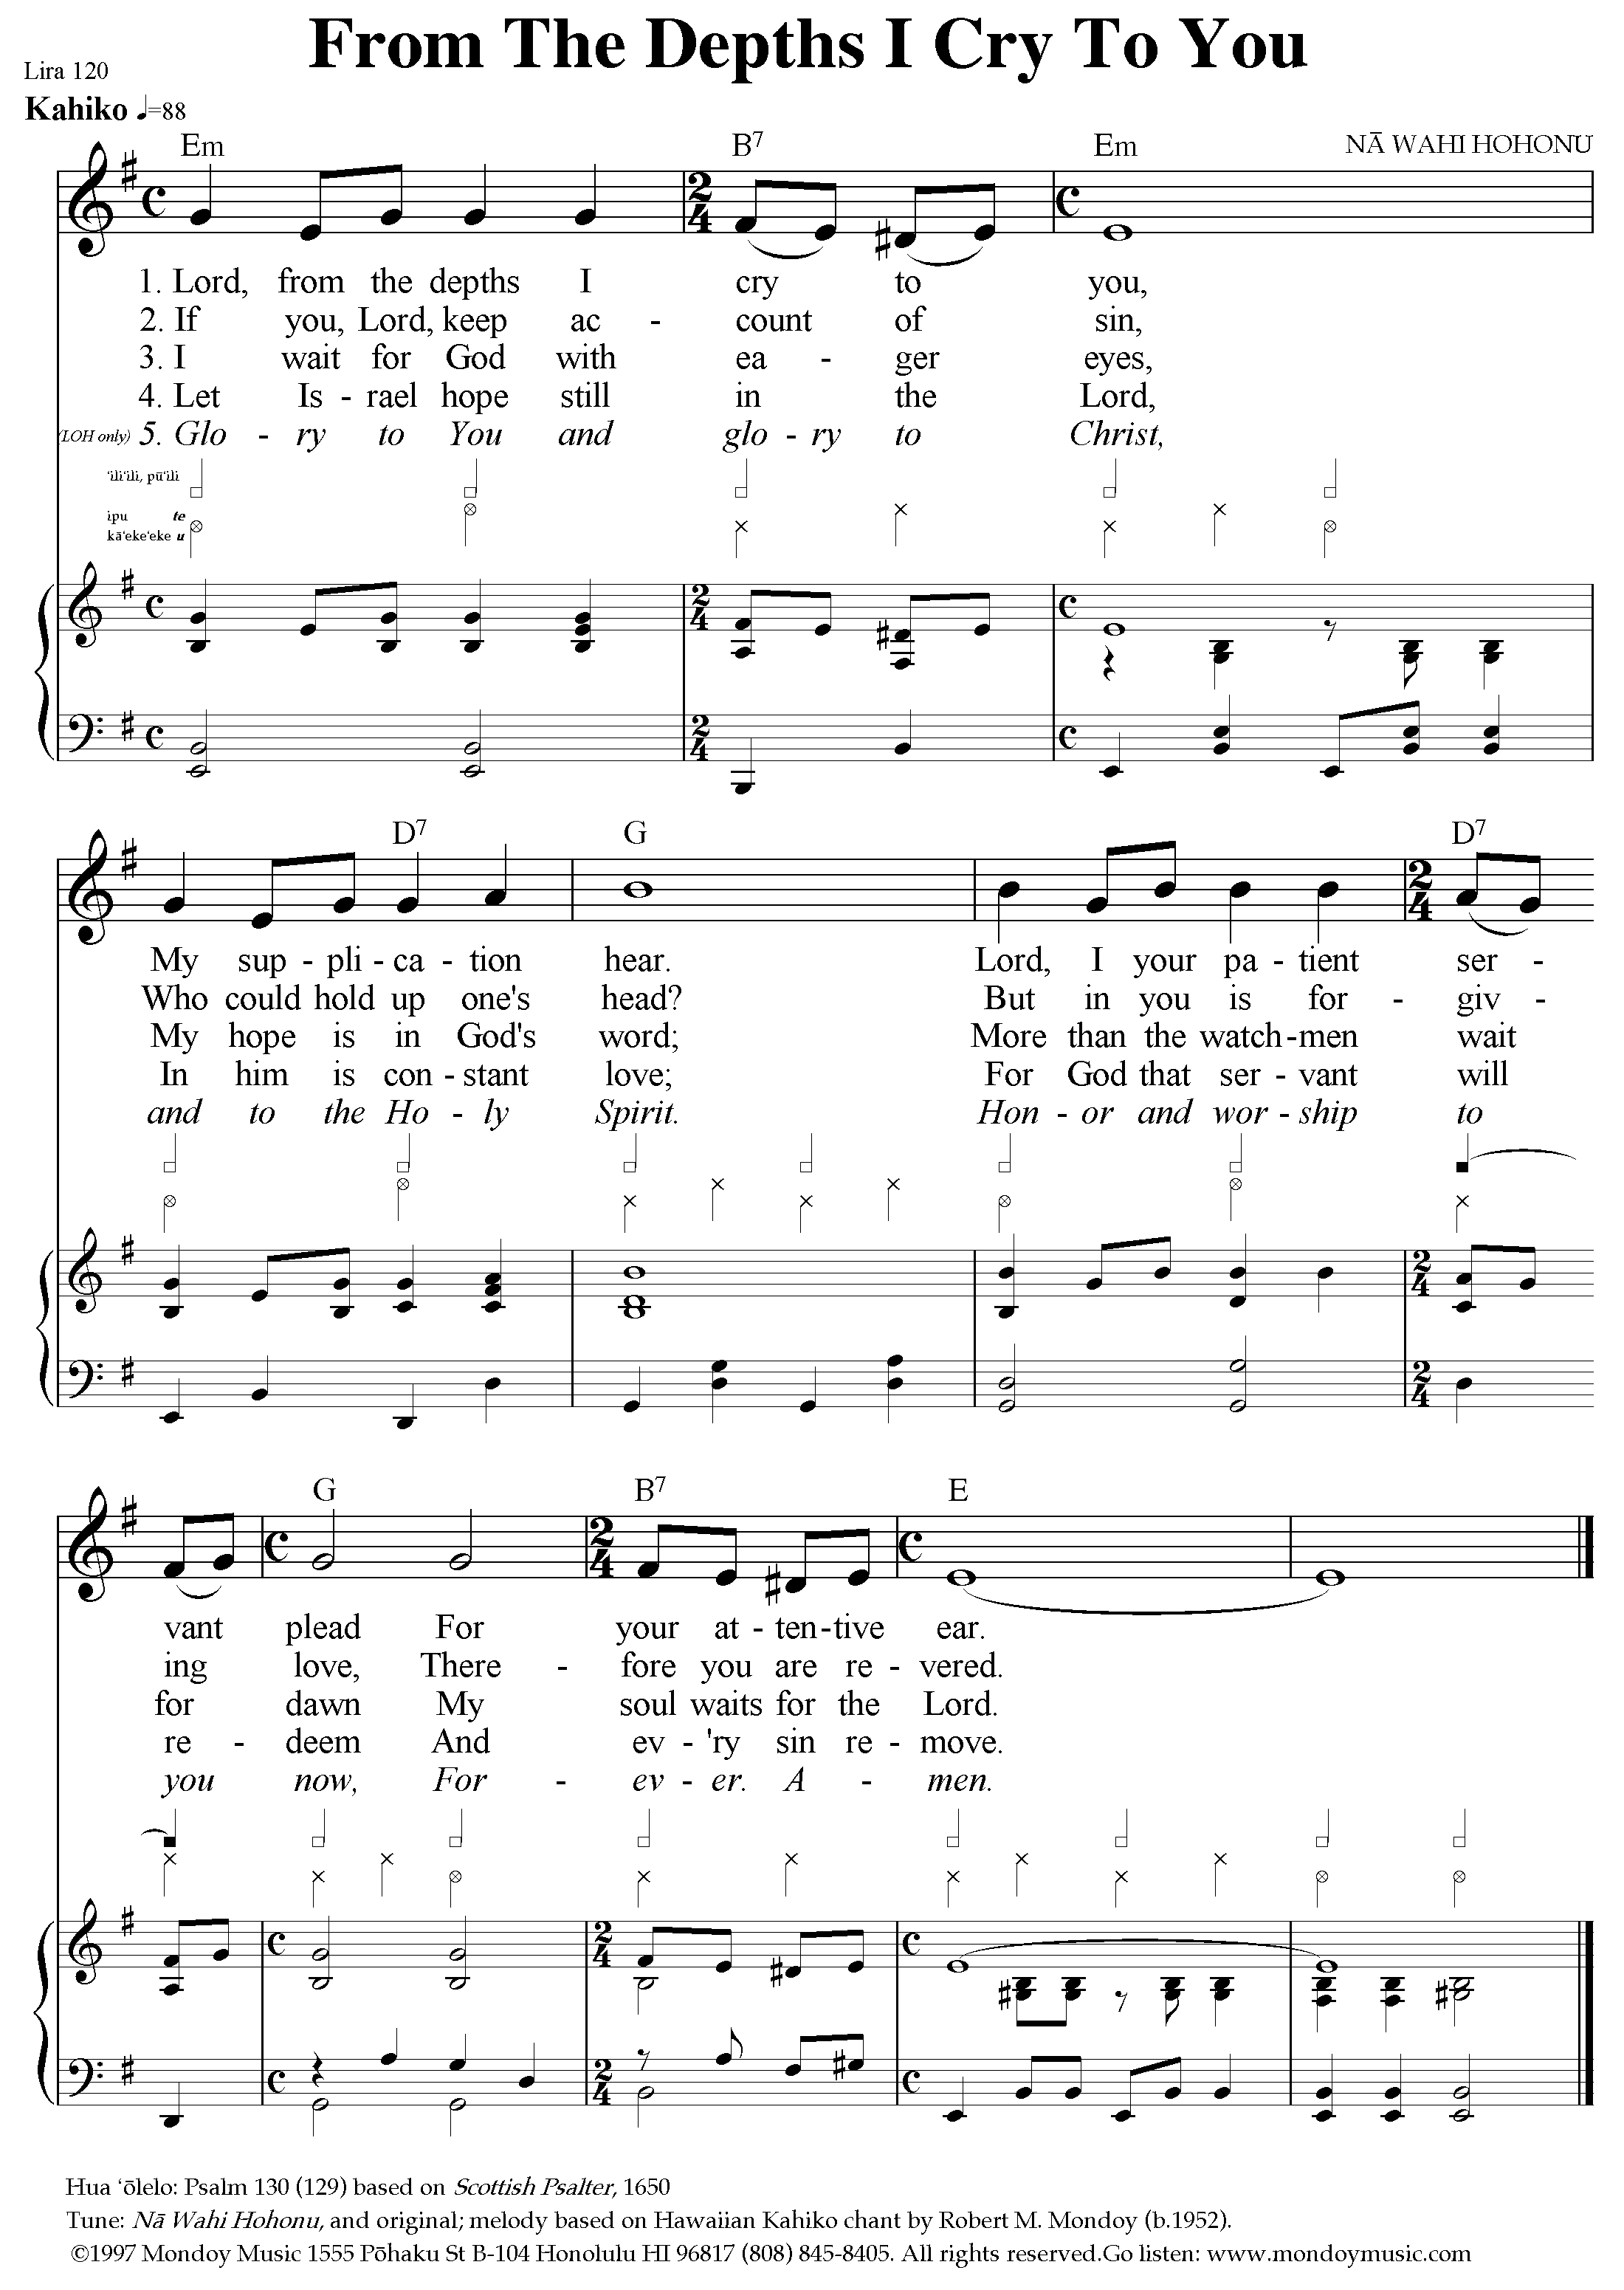 From The Depths I Cry To You
Lira 120
Kahiko ♩=88
Em B7 Em NĀ WAHI HOHONU
1. Lord, from the depths I cry to you,
2. If you, Lord, keep ac - count of sin,
3. I wait for God with ea - ger eyes,
4. Let Is - rael hope still in the Lord,
(LOH only) 5. Glo - ry to You and glo - ry to Christ,
ʻiliʻili, pūʻili
ipu te
kāʻekeʻeke u
D7 G D7
My sup - pli - ca - tion hear. Lord, I your pa - tient ser -
Who could hold up one's head? But in you is for - giv -
My hope is in God's word; More than the watch-men wait
In him is con - stant love; For God that ser - vant will
and to the Ho - ly Spirit. Hon - or and wor - ship to
G B7 E
vant plead For your at - ten-tive ear.
ing love, There - fore you are re - vered.
for dawn My soul waits for the Lord.
re - deem And ev - 'ry sin re - move.
you now, For - ev - er. A - men.
Hua ʻōlelo: Psalm 130 (129) based on Scottish Psalter, 1650
Tune: Nā Wahi Hohonu, and original; melody based on Hawaiian Kahiko chant by Robert M. Mondoy (b.1952).
©1997 Mondoy Music 1555 Pōhaku St B-104 Honolulu HI 96817 (808) 845-8405. All rights reserved.Go listen: www.mondoymusic.com